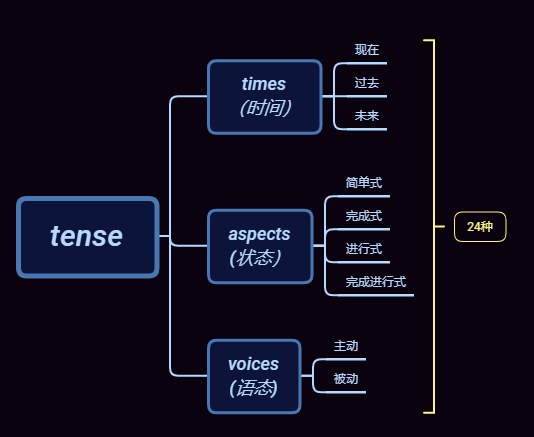 tense
times
（时间）
现在
过去
未来
aspects
(状态）
简单式
完成式
进行式
完成进行式
voices
(语态)
主动
被动
24种